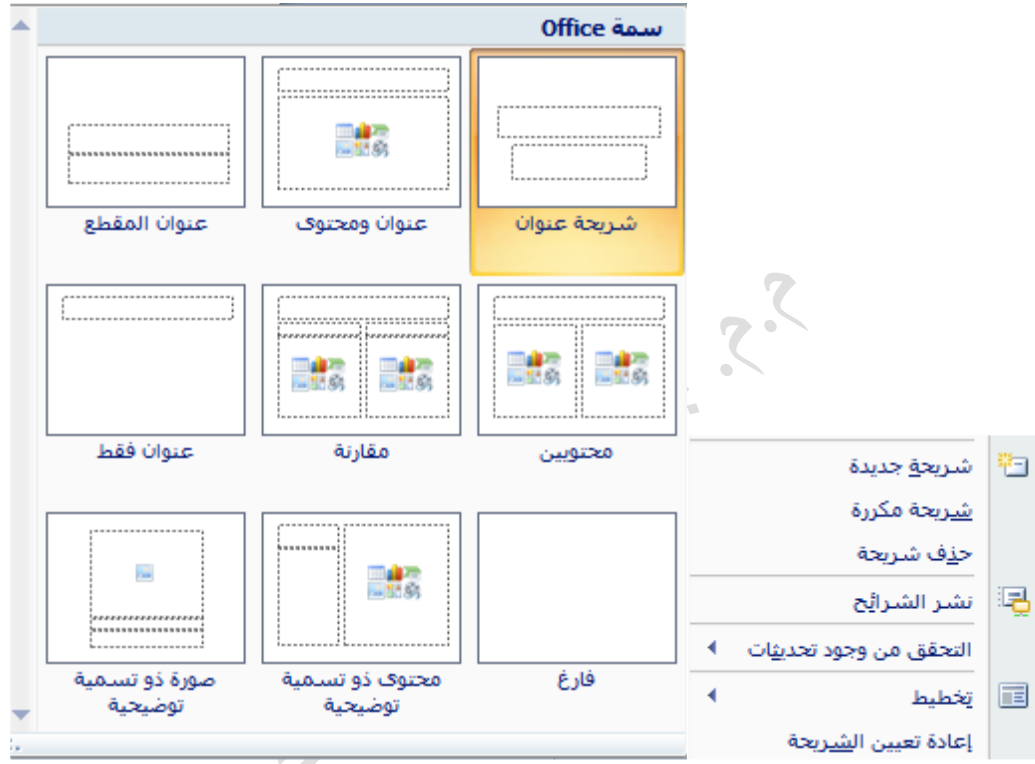 سمة Office
شريحة عنوان
عنوان ومحتوى
عنوان المقطع
محتويين
مقارنة
عنوان فقط
فارغ
محتوى ذو تسمية
توضيحية
صورة ذو تسمية
توضيحية
شريحة جديدة
شريحة مكررة
حذف شريحة
نشر الشرائح
التحقق من وجود تحديثات
تخطيط
إعادة تعيين الشريحة